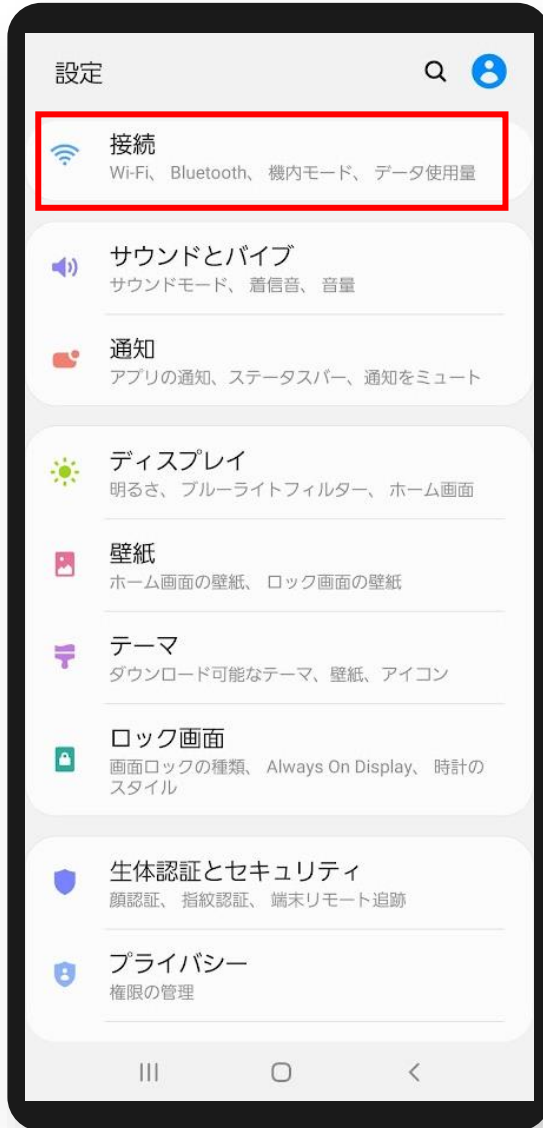 設定
接続
Wi-Fi、 Bluetooth、 機内モード、 データ使用量
サウンドとバイブ
サウンドモード、 着信音、 音量
通知
アプリの通知、ステータスバー、通知をミュート
ディスプレイ
明るさ、 ブルーライトフィルター、 ホーム画面
壁紙
ホーム画面の壁紙、 ロック画面の壁紙
テーマ
ダウンロード可能なテーマ、壁紙、アイコン
ロック画面
画面ロックの種類、 Always On Display、 時計の
スタイル
生体認証とセキュリティ
顔認証、 指紋認証、 端末リモート追跡
プライバシー
権限の管理